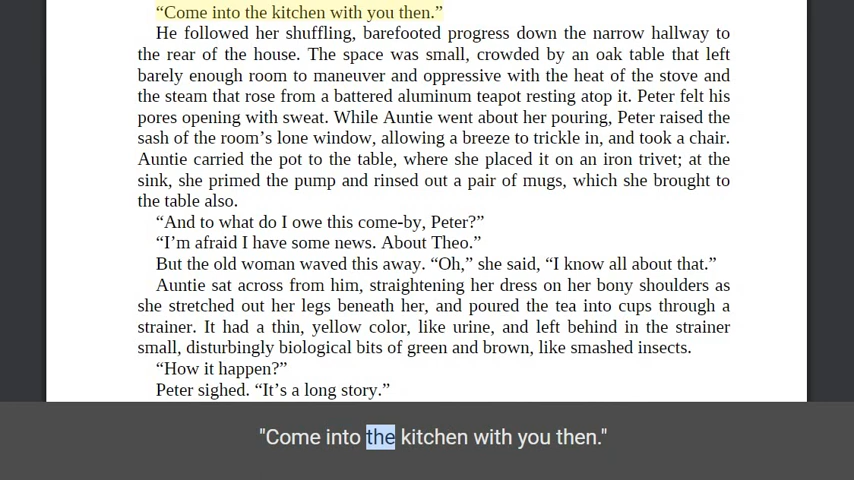 “Come into the kitchen with you then.”
He followed her shuffling, barefooted progress down the narrow hallway to
the rear of the house. The space was small, crowded by an oak table that left
barely enough room to maneuver and oppressive with the heat of the stove and
the steam that rose from a battered aluminum teapot resting atop it. Peter felt his
pores opening with sweat. While Auntie went about her pouring, Peter raised the
sash of the room’s lone window, allowing a breeze to trickle in, and took a chair.
Auntie carried the pot to the table, where she placed it on an iron trivet; at the
sink, she primed the pump and rinsed out a pair of mugs, which she brought to
the table also.
“And to what do I owe this come-by, Peter?”
“I’m afraid I have some news. About Theo.”
But the old woman waved this away. “Oh,” she said, “I know all about that.”
Auntie sat across from him, straightening her dress on her bony shoulders as
she stretched out her legs beneath her, and poured the tea into cups through a
strainer. It had a thin, yellow color, like urine, and left behind in the strainer
small, disturbingly biological bits of green and brown, like smashed insects.
“How it happen?”
Peter sighed. “It’s a long story.”
"Come into the kitchen with you then."